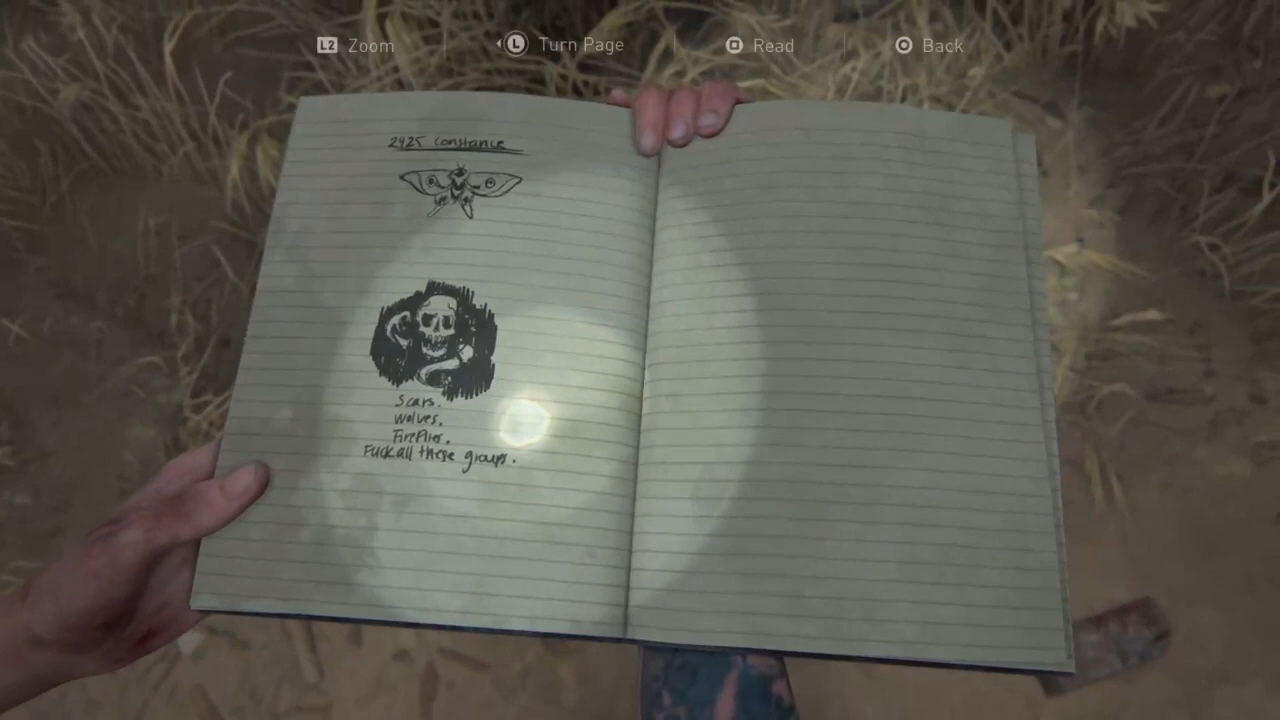 L2 Zoom
L Turn Page
Read
Back
2425 Constance
Scars.
Wolves.
Fireflies.
Fuck all these groups.